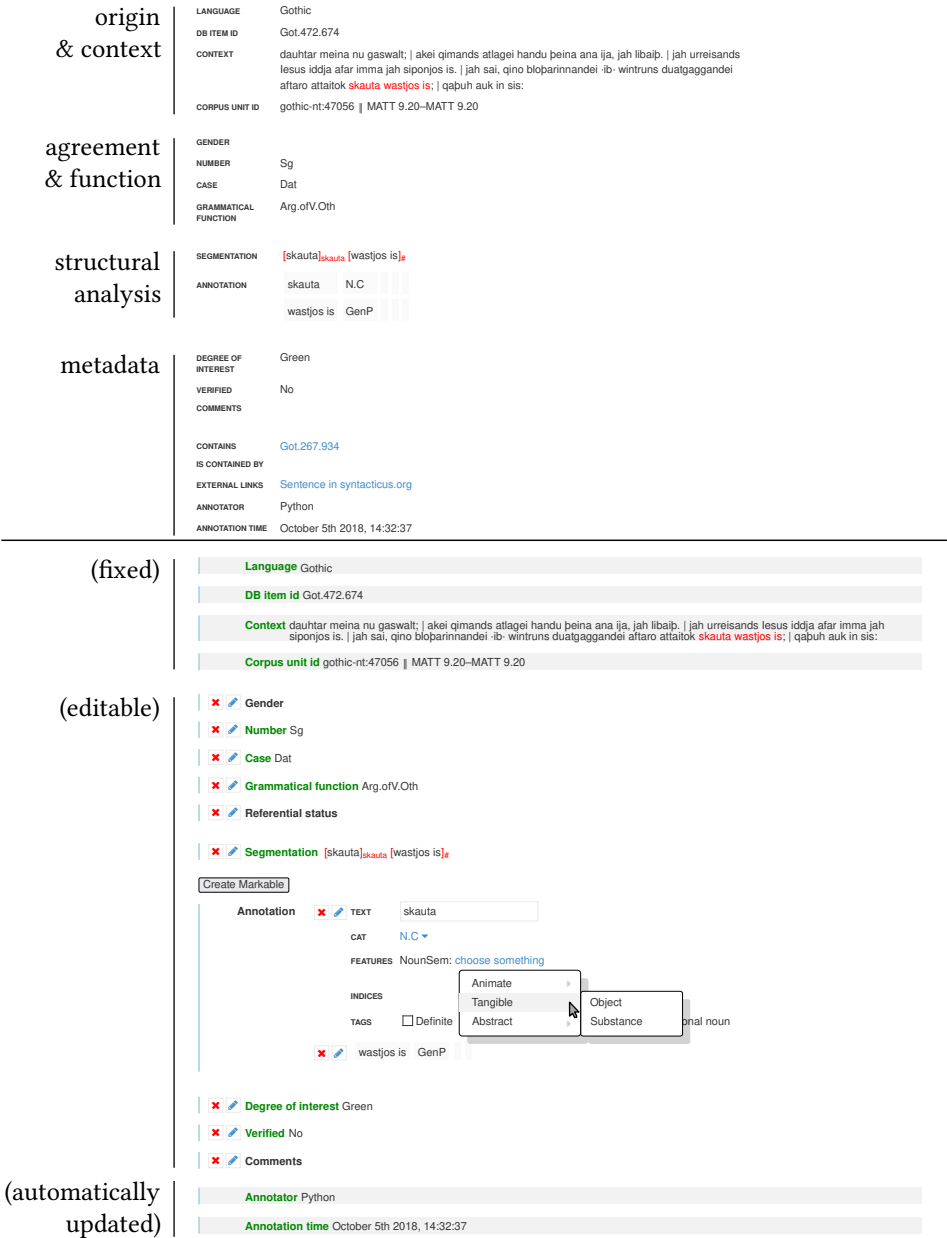 origin
& context
LANGUAGE Gothic
DB ITEM ID Got.472.674
CONTEXT dauhtar meina nu gaswalt; | akei qimands atlagei handu þeina ana ija, jah libaiþ. | jah urreisands
Iesus iddja afar imma jah siponjos is. | jah sai, qino bloþarinnandei ·ib· wintruns duatgaggandei
aftaro attaitok skauta wastjos is; | qaþuh auk in sis:
CORPUS UNIT ID gothic-nt:47056 ‖ MATT 9.20–MATT 9.20
agreement
& function
GENDER
NUMBER Sg
CASE Dat
GRAMMATICAL Arg.ofV.Oth
FUNCTION
structural
analysis
SEGMENTATION [skauta]skauta [wastjos is]#
ANNOTATION skauta N.C
wastjos is GenP
metadata
DEGREE OF Green
INTEREST
VERIFIED No
COMMENTS
CONTAINS Got.267.934
IS CONTAINED BY
EXTERNAL LINKS Sentence in syntacticus.org
ANNOTATOR Python
ANNOTATION TIME October 5th 2018, 14:32:37
(fixed)
Language Gothic
DB item id Got.472.674
Context dauhtar meina nu gaswalt; | akei qimands atlagei handu þeina ana ija, jah libaiþ. | jah urreisands Iesus iddja afar imma jah
siponjos is. | jah sai, qino bloþarinnandei ·ib· wintruns duatgaggandei aftaro attaitok skauta wastjos is; | qaþuh auk in sis:
Corpus unit id gothic-nt:47056 ‖ MATT 9.20–MATT 9.20
(editable)
Gender
Number Sg
Case Dat
Grammatical function Arg.ofV.Oth
Referential status
Segmentation [skauta]skauta [wastjos is]#
Create Markable
Annotation TEXT skauta
CAT N.C
FEATURES NounSem: choose something
Animate
INDICES
Tangible Object
TAGS Definite Abstract Substance onal noun
wastjos is GenP
Degree of interest Green
Verified No
Comments
(automatically
updated)
Annotator Python
Annotation time October 5th 2018, 14:32:37